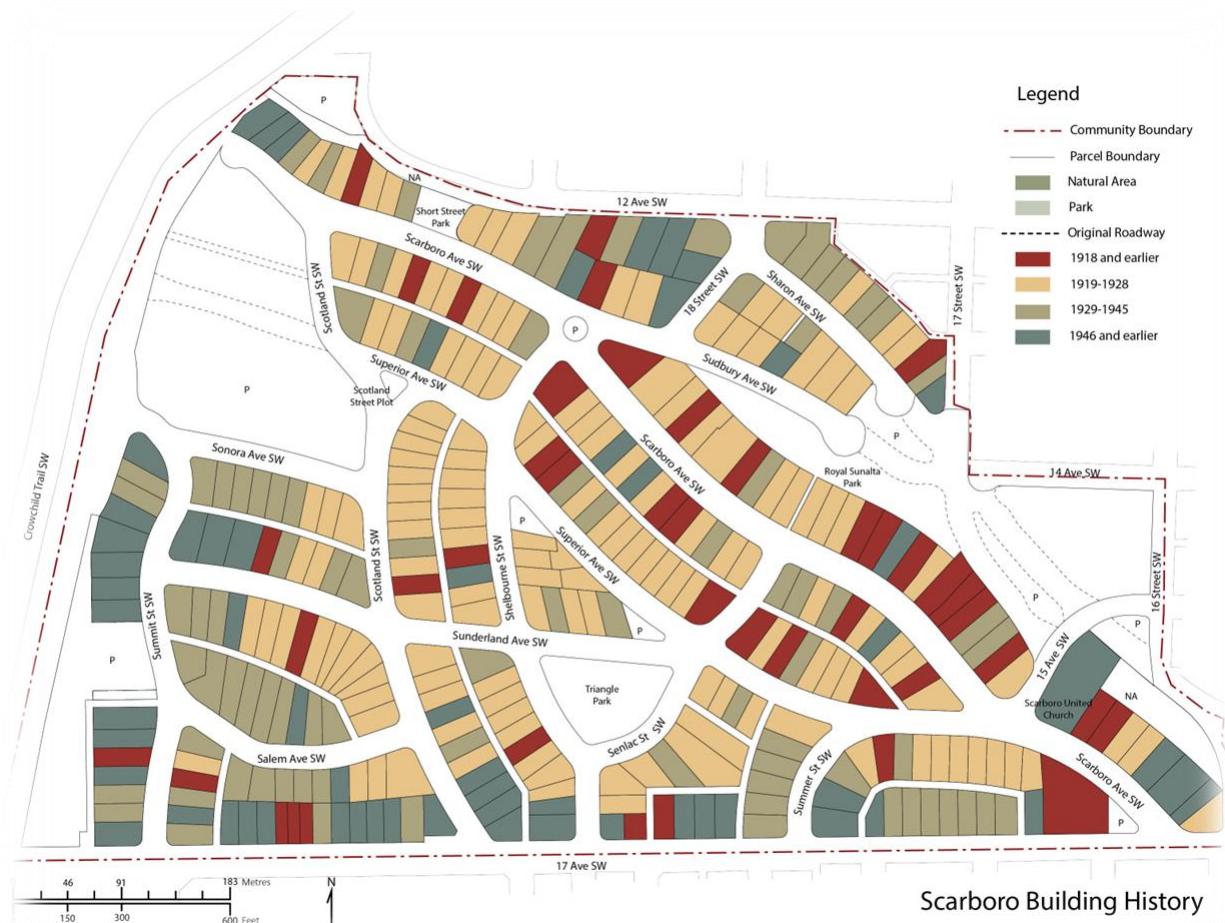 P
Legend
Community Boundary
Parcel Boundary
Natural Area
Park
Original Roadway
1918 and earlier
1919-1928
1929-1945
1946 and earlier
NA
12 Ave SW
Short Street
Park
Scarboro Ave SW
Scotland St SW
18 Street SW
Sharon Ave SW
17 Street SW
P
Superior Ave SW
Sudbury Ave SW
Scotland
Street Plot
P
Crowchild Trail SW
Sonora Ave SW
Scarboro Ave SW
P
Royal Sunalta
Park
14 Ave SW
Scotland St SW
Shelbourne St SW
P
Superior Ave SW
16 Street SW
Summit St SW
P
P
Sunderland Ave SW
P
P
15 Ave SW
Triangle
Park
Senlac St SW
Scarboro United
Church
NA
Salem Ave SW
Summer St SW
Scarboro Ave SW
P
17 Ave SW
46 91 183 Metres
150 300 600 Feet
N
Scarboro Building History